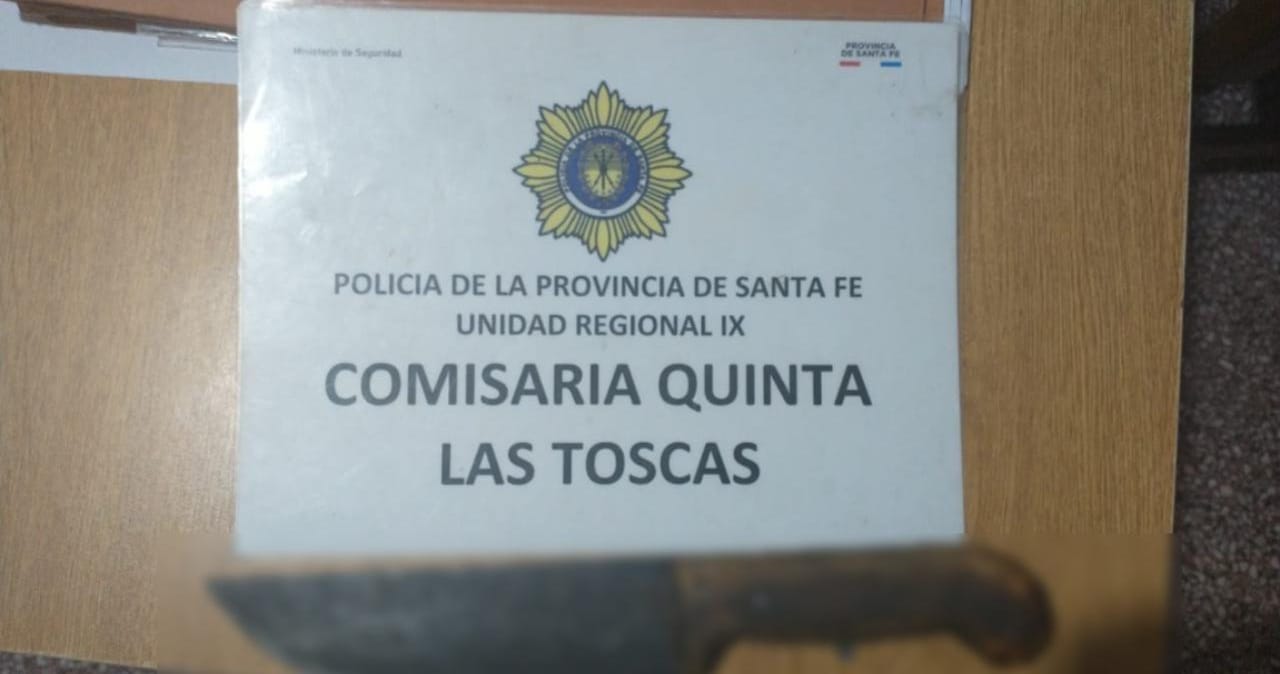 Ministerio de Seguridad
PROVINCIA
DE SANTA FE
POLICIA DE LA PROVINCIA DE SANTA FE
UNIDAD REGIONAL IX
COMISARIA QUINTA
LAS TOSCAS